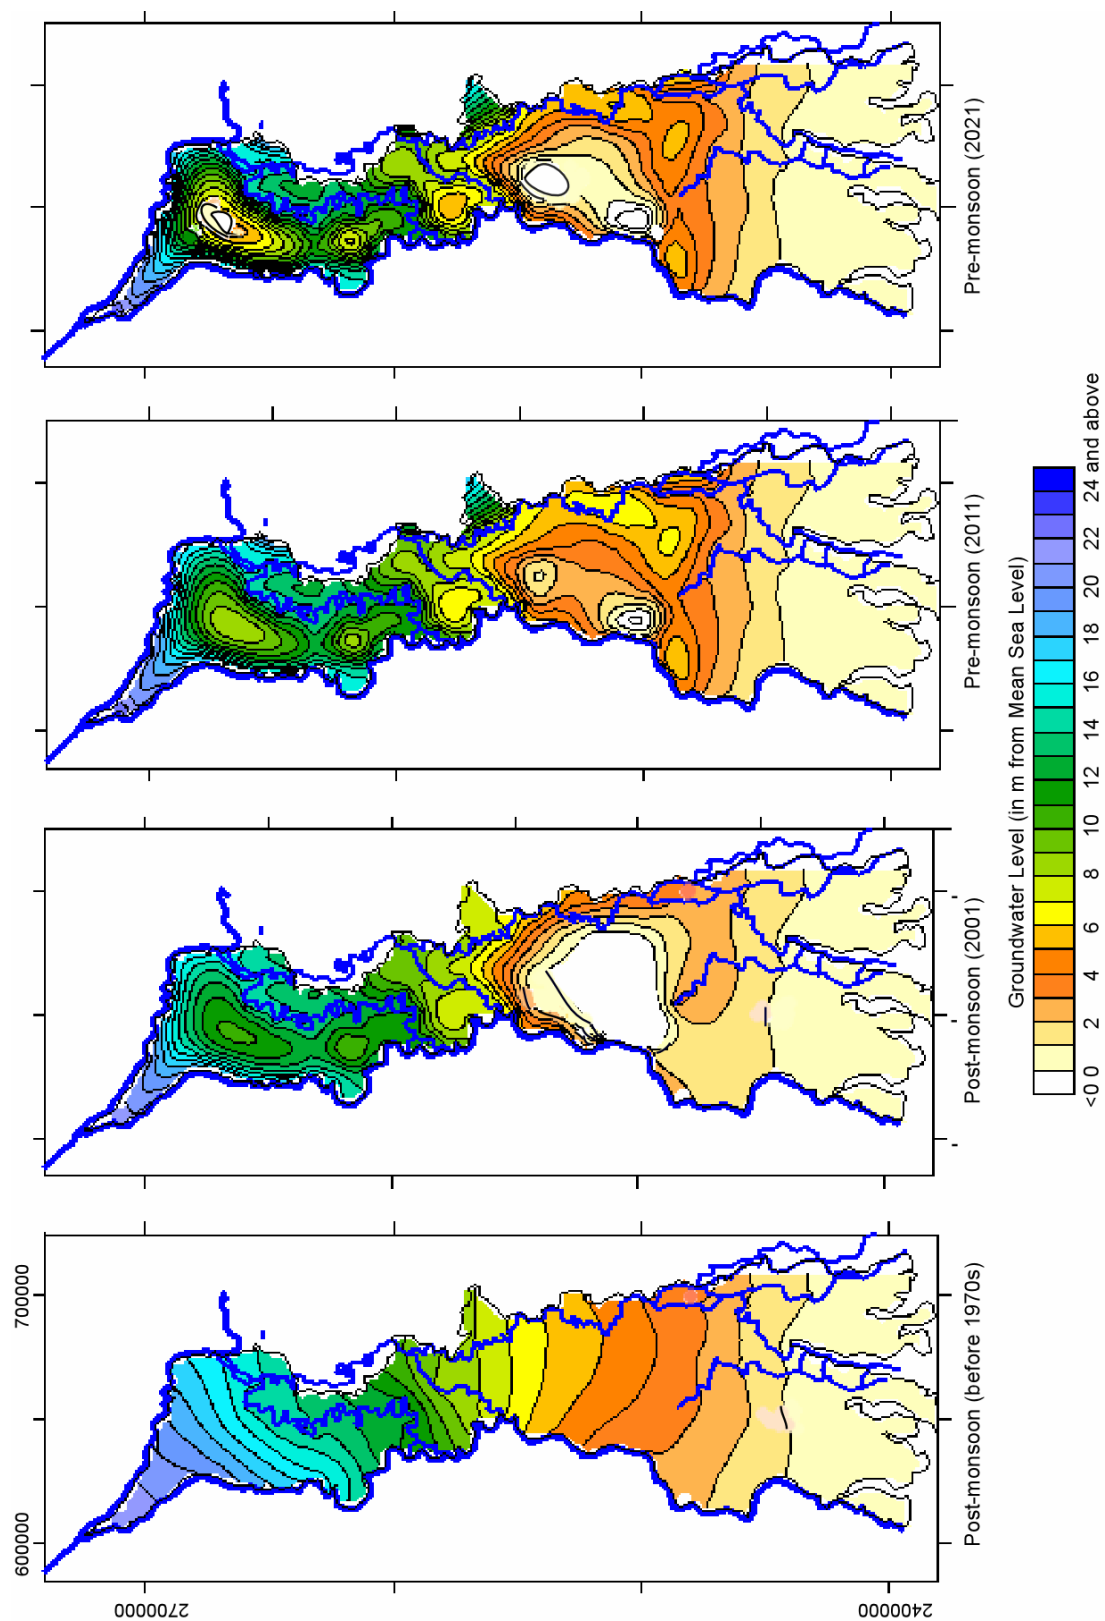 Pre-monsoon (2021)
Pre-monsoon (2011)
Post-monsoon (2001)
Post-monsoon (before 1970s)
600000
700000
2700000
2400000
Groundwater Level (in m from Mean Sea Level)
<0 0 2 4 6 8 10 12 14 16 18 20 22 24 and above